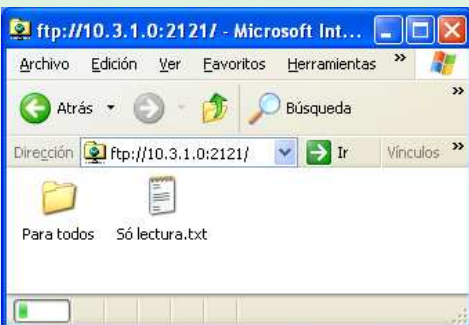 ftp://10.3.1.0:2121/ - Microsoft Int...
Archivo Edición Ver Favoritos Herramientas »
Atrás Búsqueda »
Dirección ftp://10.3.1.0:2121/ Ir Vínculos »
Para todos Só lectura.txt